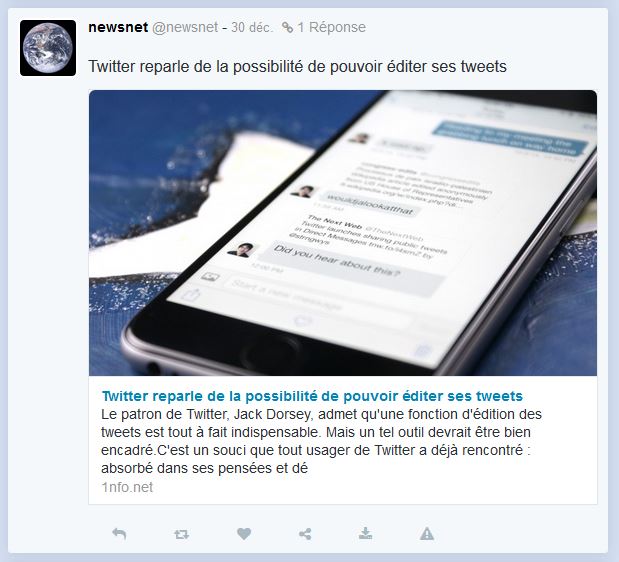 newsnet @newsnet - 30 déc. 1 Réponse
Twitter reparle de la possibilité de pouvoir éditer ses tweets
wouldjalookatthat
The Next Web @TheNextWeb
Twitter launches sharing public tweets
in Direct Messages
Did you hear about this?
12:00 PM
Start a new message
Twitter reparle de la possibilité de pouvoir éditer ses tweets
Le patron de Twitter, Jack Dorsey, admet qu'une fonction d'édition des
tweets est tout à fait indispensable. Mais un tel outil devrait être bien
encadré.C'est un souci que tout usager de Twitter a déjà rencontré :
absorbé dans ses pensées et dé
1nfo.net